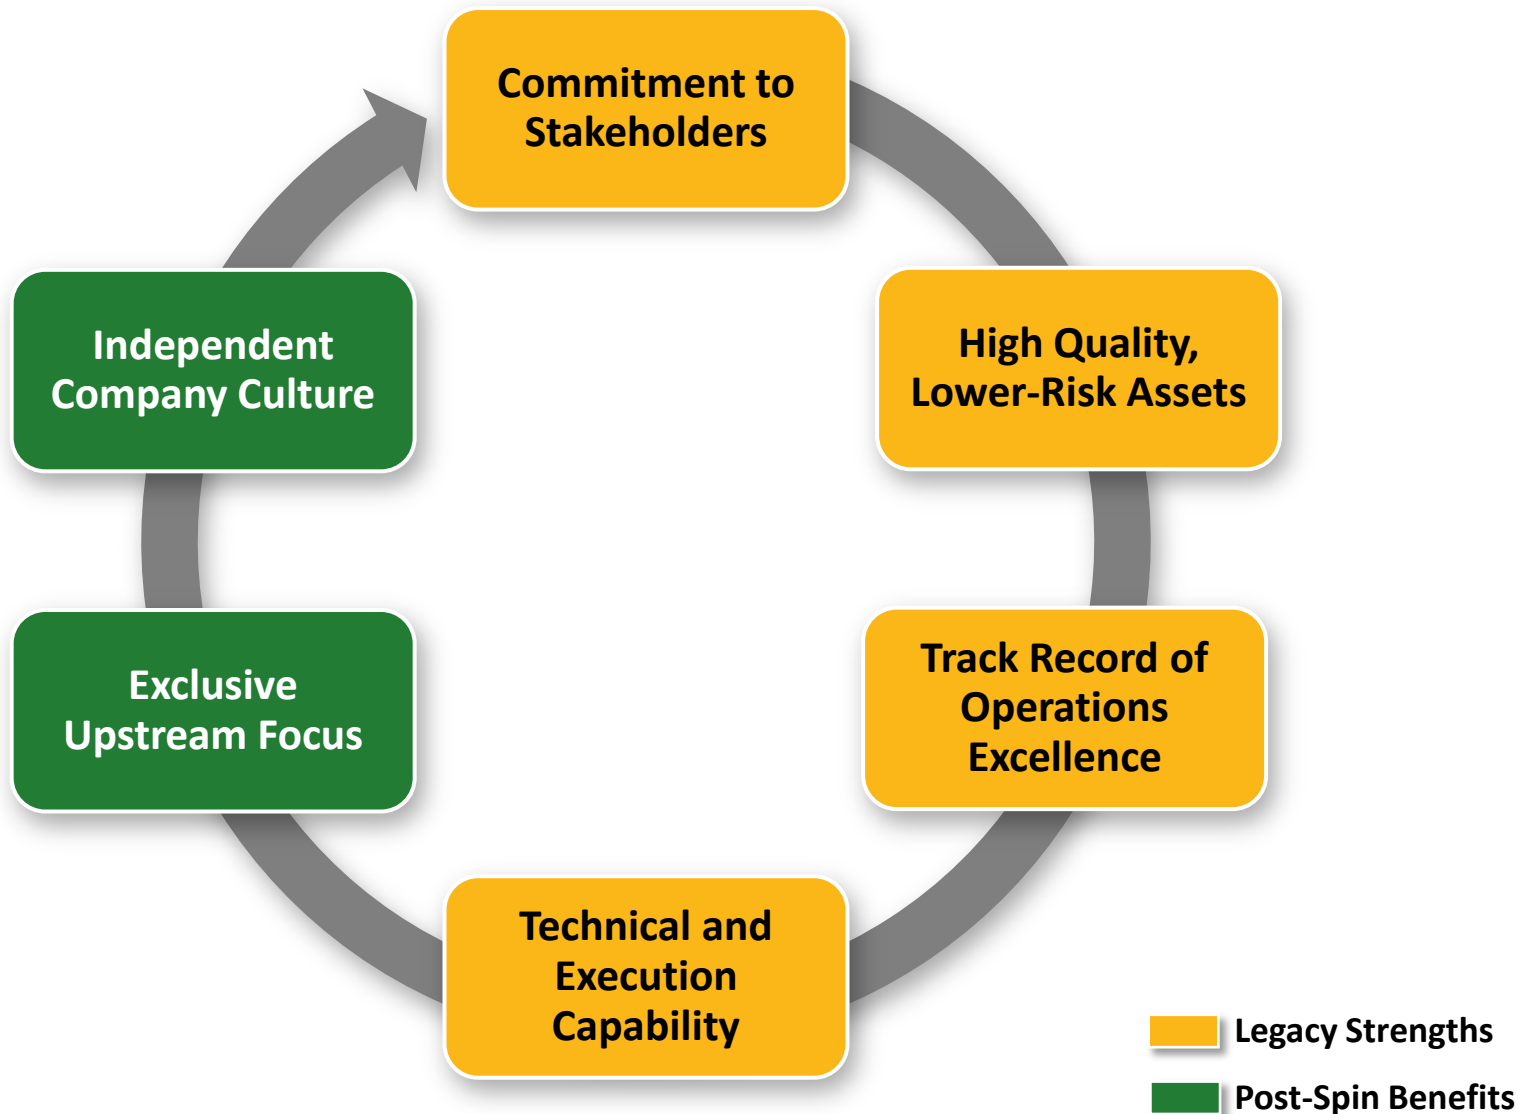 Commitment to
Stakeholders
High Quality,
Lower-Risk Assets
Track Record of
Operations
Excellence
Technical and
Execution
Capability
Exclusive
Upstream Focus
Independent
Company Culture
Legacy Strengths
Post-Spin Benefits